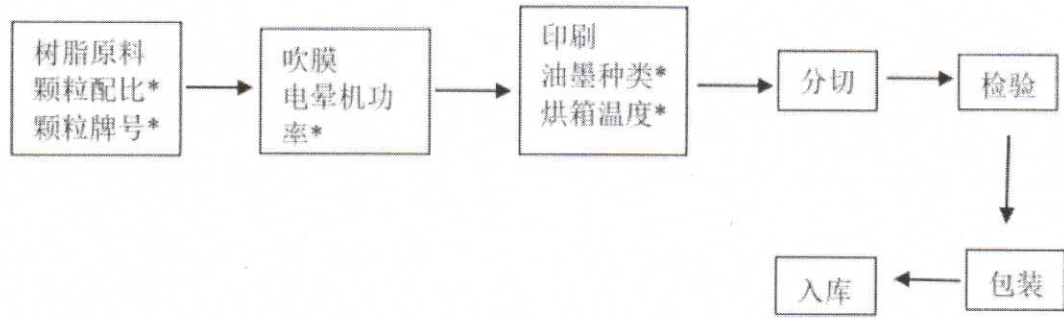 树脂原料
颗粒配比*
颗粒牌号*
吹膜
电晕机功
率*
印刷
油墨种类*
烘箱温度*
分切
检验
包装
入库